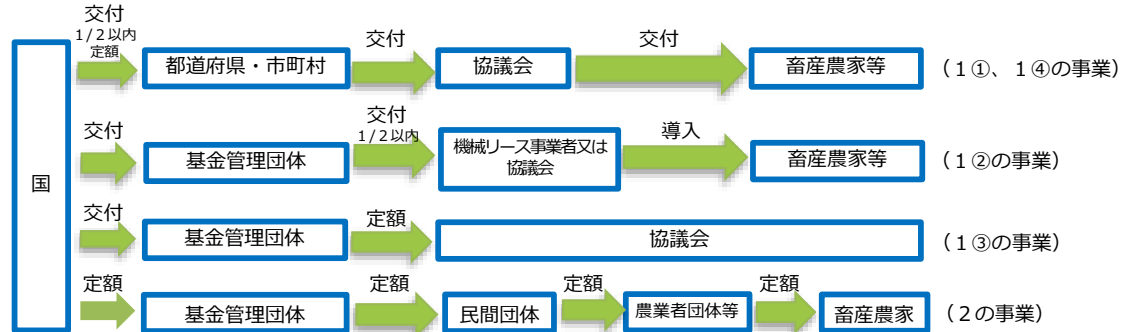 交付
1/2以内
定額
交付
交付
都道府県・市町村
協議会
畜産農家等
(1①、1④の事業)
交付
交付
1/2以内
導入
基金管理団体
機械リース事業者又は
協議会
畜産農家等
(1②の事業)
国
交付
定額
基金管理団体
協議会
(1③の事業)
定額
定額
定額
定額
基金管理団体
民間団体
農業者団体等
畜産農家
(2の事業)